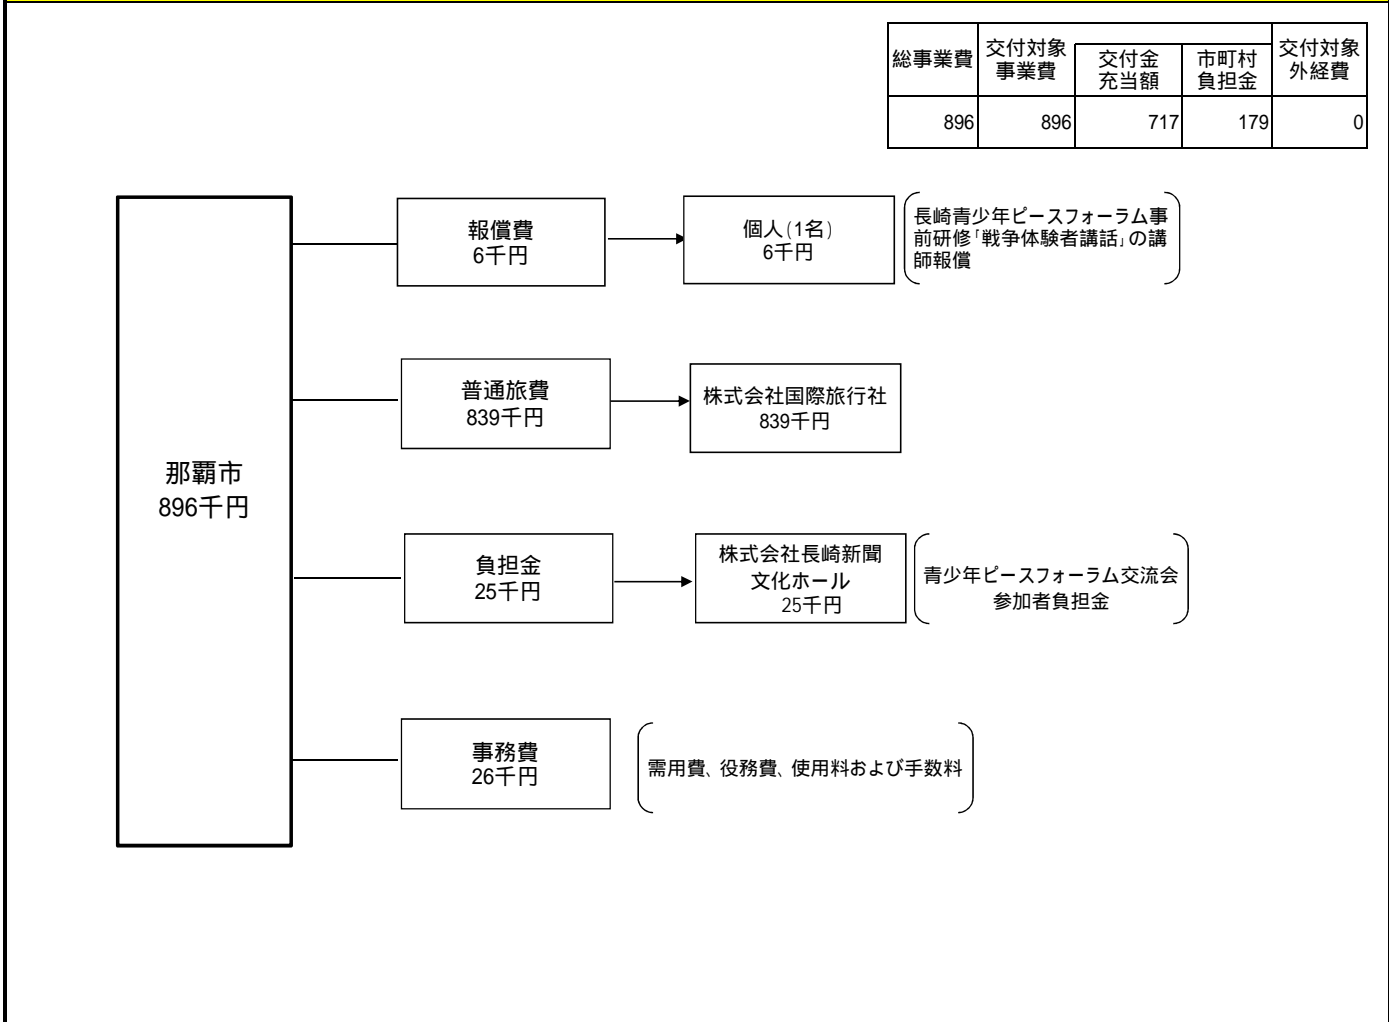 総事業費
交付対象
事業費
交付金
充当額
市町村
負担金
交付対象
外経費
896
896
717
179
0
那覇市
896千円
報償費
6千円
個人(1名)
6千円
長崎青少年ピースフォーラム事
前研修「戦争体験者講話」の講
師報償
普通旅費
839千円
株式会社国際旅行社
839千円
負担金
25千円
株式会社長崎新聞
文化ホール
25千円
青少年ピースフォーラム交流会
参加者負担金
事務費
26千円
需用費、役務費、使用料および手数料